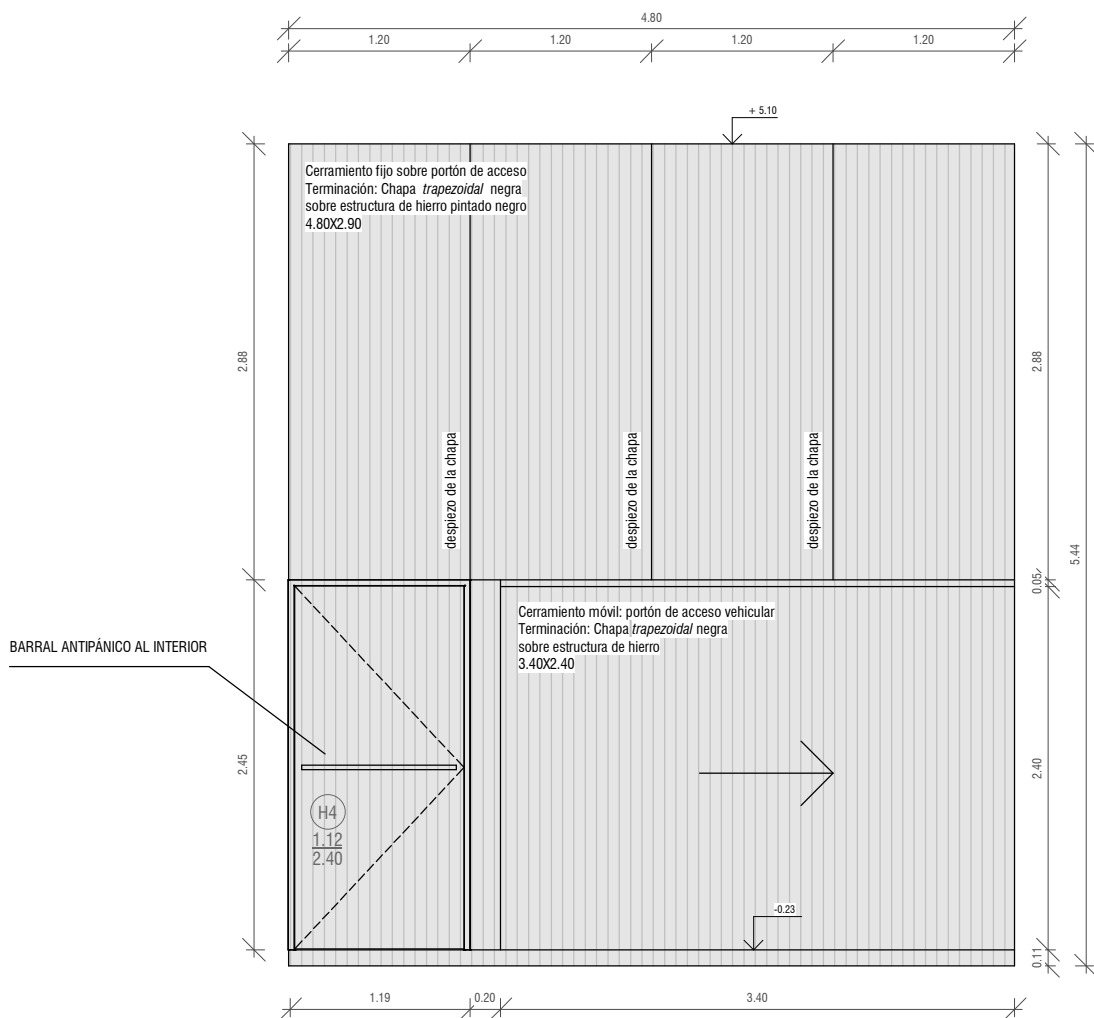 4.80
1.20
1.20
1.20
1.20
+ 5.10
Cerramiento fijo sobre portón de acceso
Terminación: Chapa trapezoidal negra
sobre estructura de hierro pintado negro
4.80X2.90
2.88
2.88
despiezo de la chapa
despiezo de la chapa
despiezo de la chapa
5.44
0.05
Cerramiento móvil: portón de acceso vehicular
Terminación: Chapa trapezoidal negra
sobre estructura de hierro
3.40X2.40
BARRAL ANTIPÁNICO AL INTERIOR
2.45
2.40
H4
1.12
2.40
-0.23
0.11
1.19
0.20
3.40